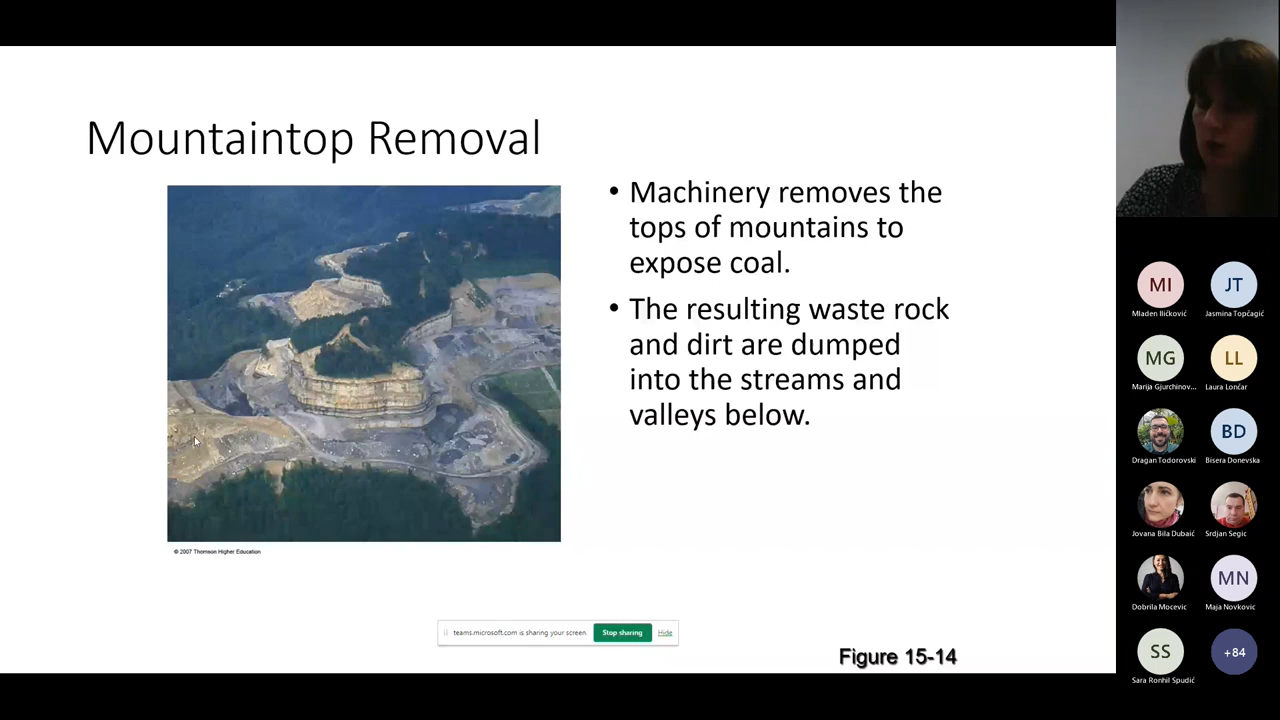 Mountaintop Removal
• Machinery removes the
tops of mountains to
expose coal.
• The resulting waste rock
and dirt are dumped
into the streams and
valleys below.
© 2007 Thomson Higher Education
teams.microsoft.com is sharing your screen
Stop sharing
Hide
Figure 15-14
MI
JT
Mladen Iličković
Jasmina Topčagić
MG
LL
Marija Gjurchinov...
Laura Lončar
BD
Dragan Todorovski
Bisera Donevska
Jovana Bila Dubaić
Srdjan Segic
MN
Dobrila Mocevic
Maja Novkovic
SS
+84
Sara Ronhil Spudić